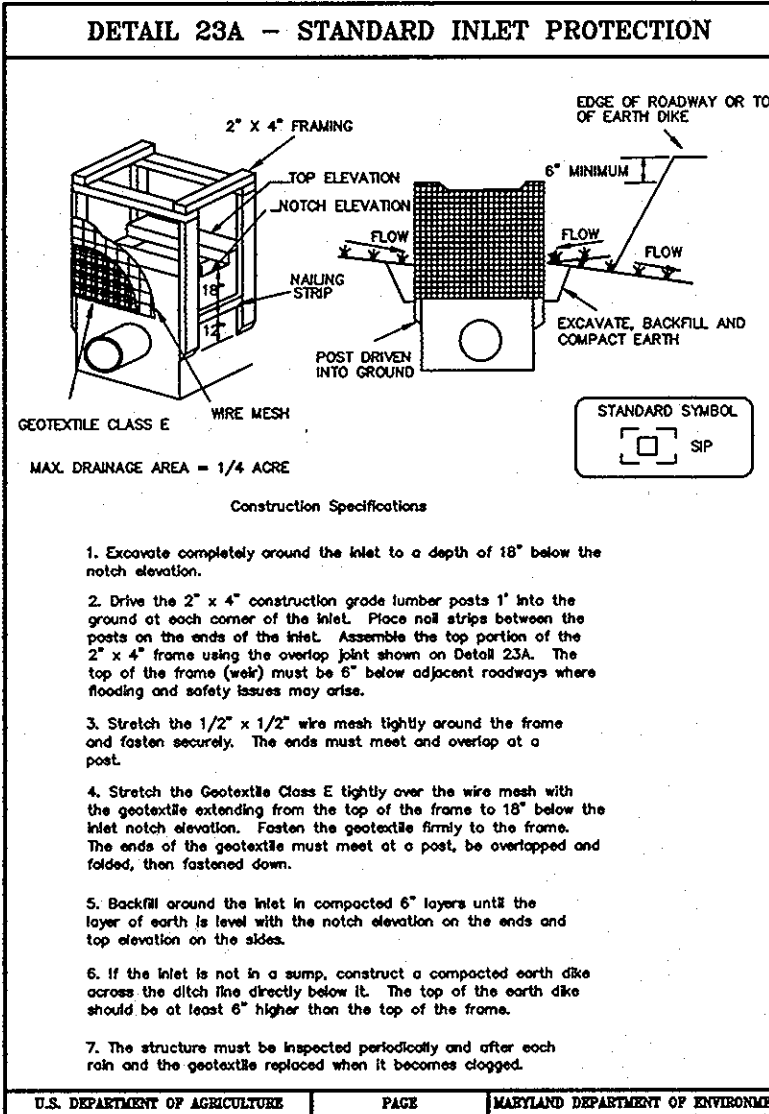 DETAIL 23A - STANDARD INLET PROTECTION
2" X 4" FRAMING
TOP ELEVATION
NOTCH ELEVATION
18"
NAILING
STRIP
12"
GEOTEXTILE CLASS E
WIRE MESH
EDGE OF ROADWAY OR TO
OF EARTH DIKE
6" MINIMUM
FLOW
FLOW
FLOW
POST DRIVEN
INTO GROUND
EXCAVATE, BACKFILL AND
COMPACT EARTH
STANDARD SYMBOL
SIP
MAX. DRAINAGE AREA = 1/4 ACRE
Construction Specifications
1. Excavate completely around the inlet to a depth of 18" below the
notch elevation.
2. Drive the 2" x 4" construction grade lumber posts 1' into the
ground at each corner of the inlet. Place nail strips between the
posts on the ends of the inlet. Assemble the top portion of the
2" x 4" frame using the overlap joint shown on Detail 23A. The
top of the frame (weir) must be 6" below adjacent roadways where
flooding and safety issues may arise.
3. Stretch the 1/2" x 1/2" wire mesh tightly around the frame
and fasten securely. The ends must meet and overlap at a
post.
4. Stretch the Geotextile Class E tightly over the wire mesh with
the geotextile extending from the top of the frame to 18" below the
inlet notch elevation. Fasten the geotextile firmly to the frame.
The ends of the geotextile must meet at a post, be overlapped and
folded, then fastened down.
5. Backfill around the inlet in compacted 6" layers until the
layer of earth is level with the notch elevation on the ends and
top elevation on the sides.
6. If the inlet is not in a sump, construct a compacted earth dike
across the ditch line directly below it. The top of the earth dike
should be at least 6" higher than the top of the frame.
7. The structure must be inspected periodically and after each
rain and the geotextile replaced when it becomes clogged.
U.S. DEPARTMENT OF AGRICULTURE
PAGE
MARYLAND DEPARTMENT OF ENVIRONME